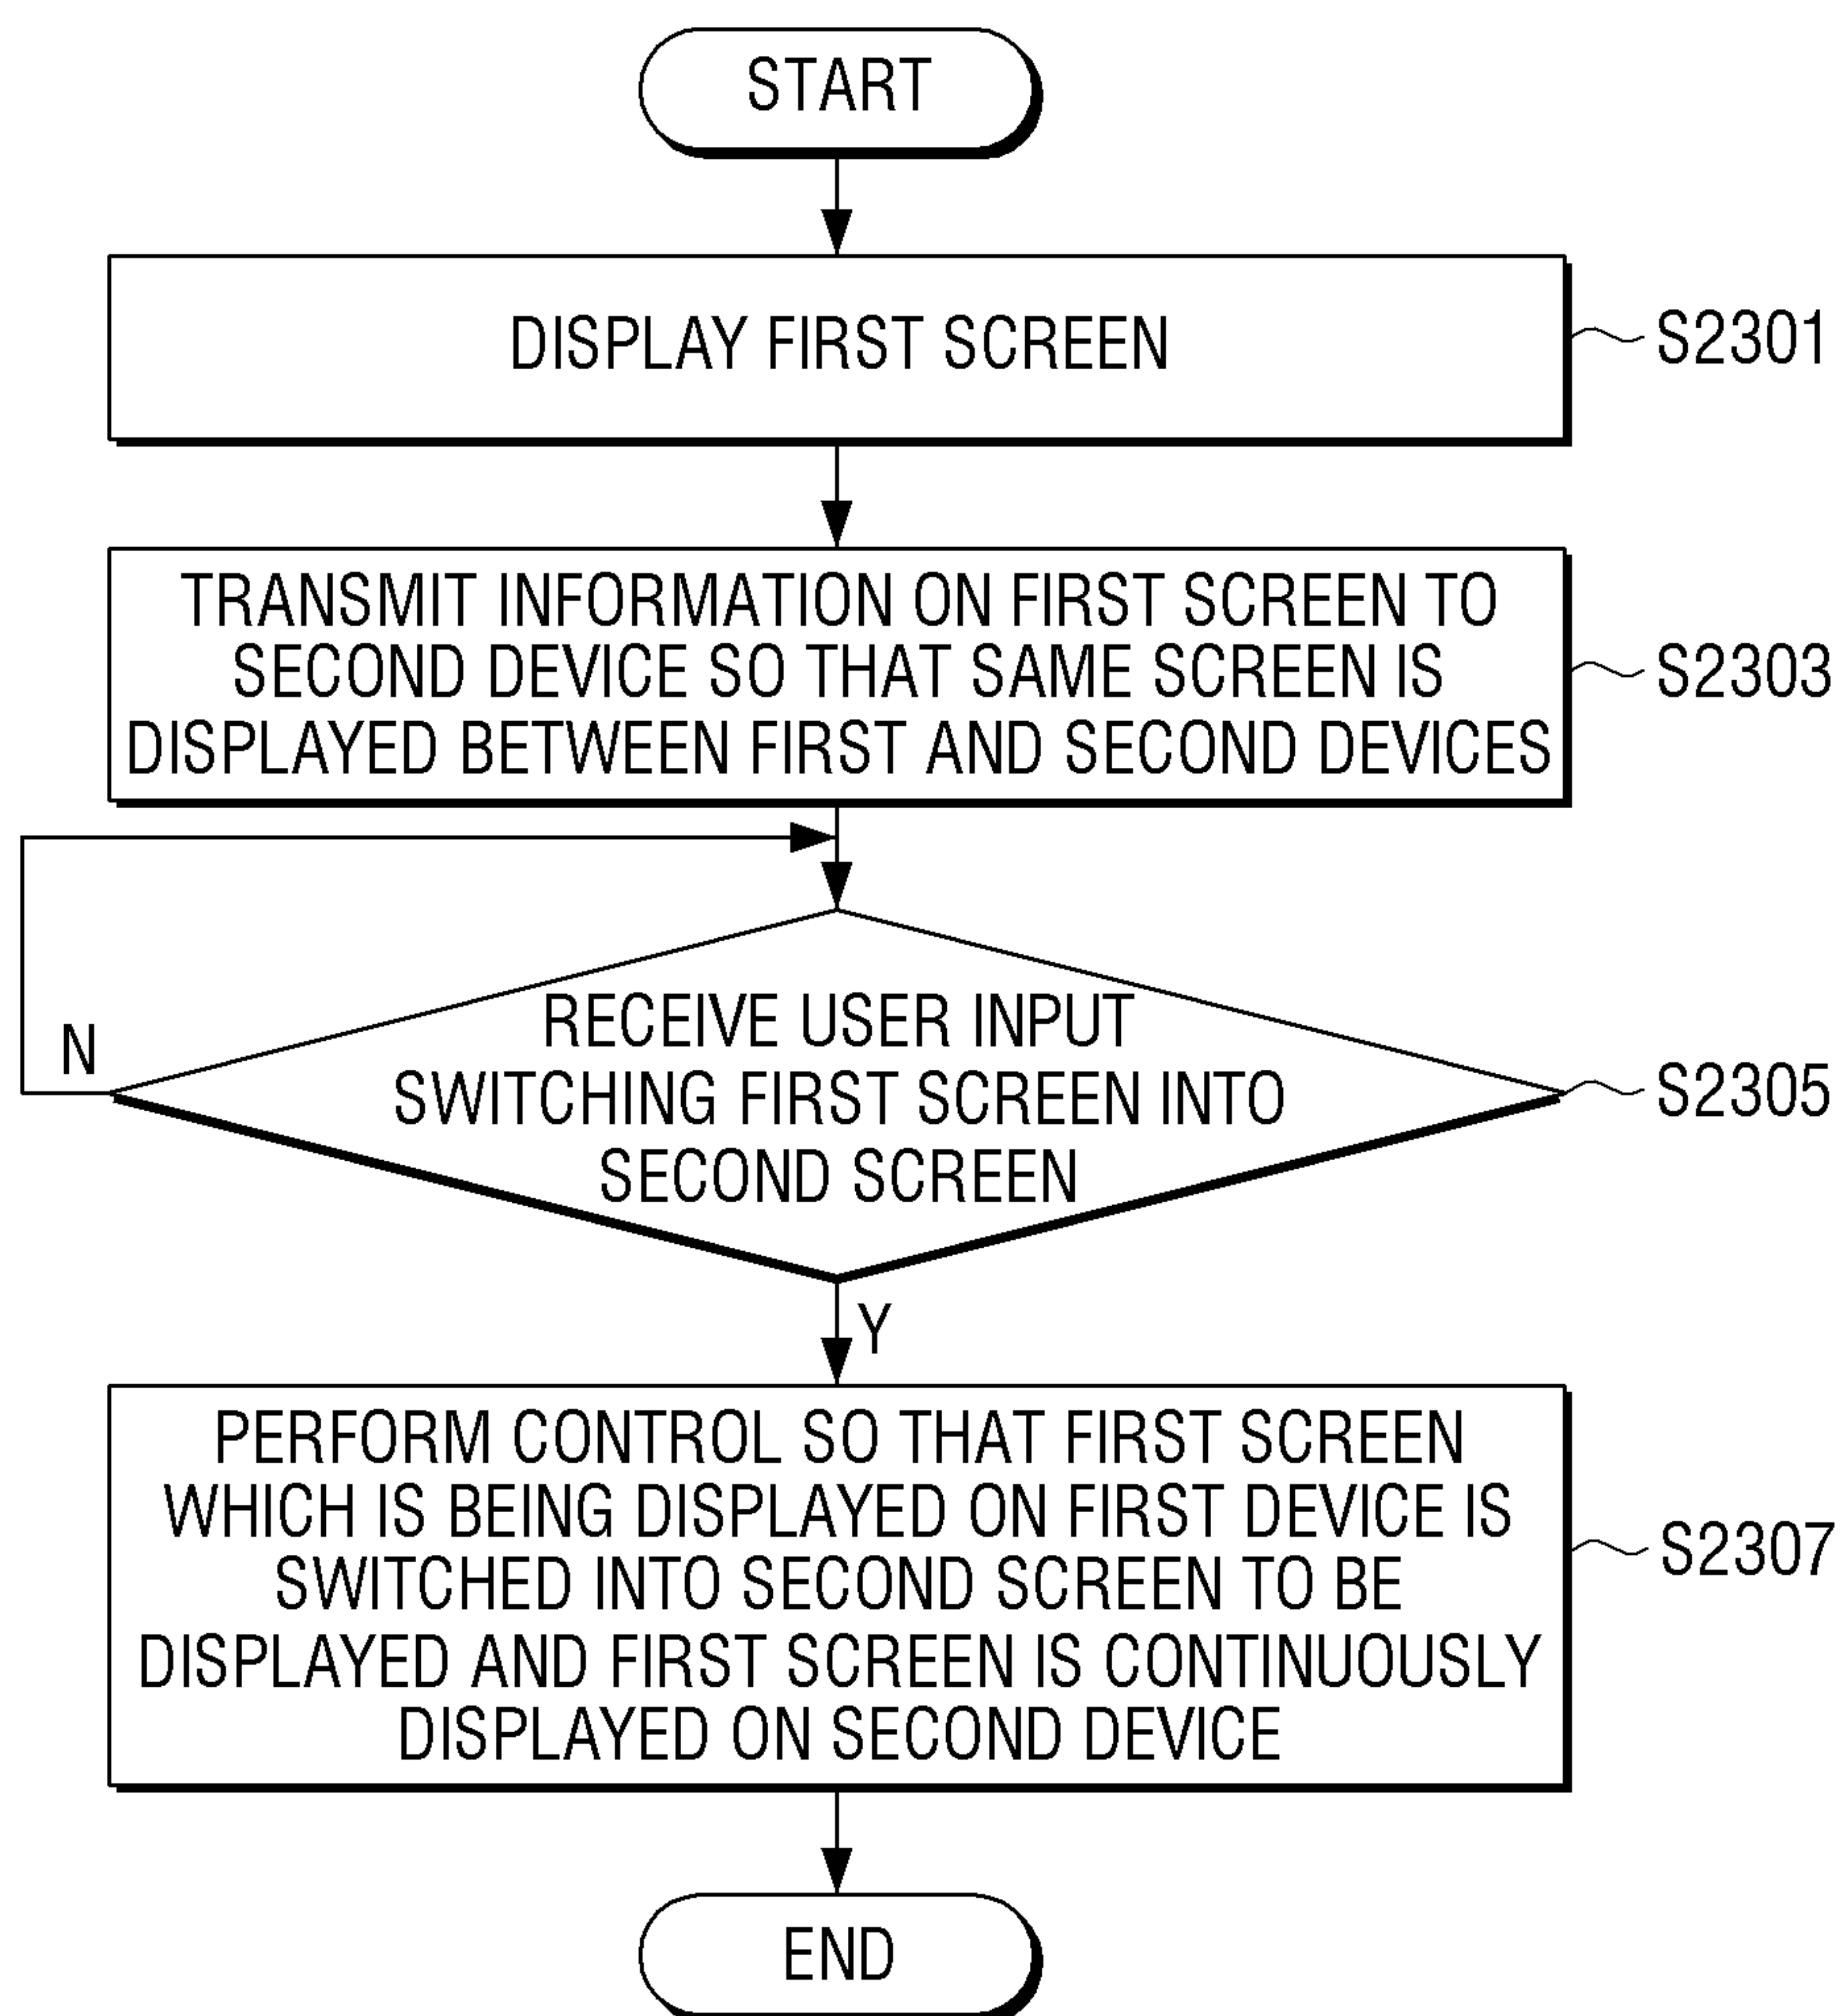 START
DISPLAY FIRST SCREEN
S2301
TRANSMIT INFORMATION ON FIRST SCREEN TO
SECOND DEVICE SO THAT SAME SCREEN IS
DISPLAYED BETWEEN FIRST AND SECOND DEVICES
S2303
RECEIVE USER INPUT
SWITCHING FIRST SCREEN INTO
SECOND SCREEN
S2305
N
Y
PERFORM CONTROL SO THAT FIRST SCREEN
WHICH IS BEING DISPLAYED ON FIRST DEVICE IS
SWITCHED INTO SECOND SCREEN TO BE
DISPLAYED AND FIRST SCREEN IS CONTINUOUSLY
DISPLAYED ON SECOND DEVICE
S2307
END